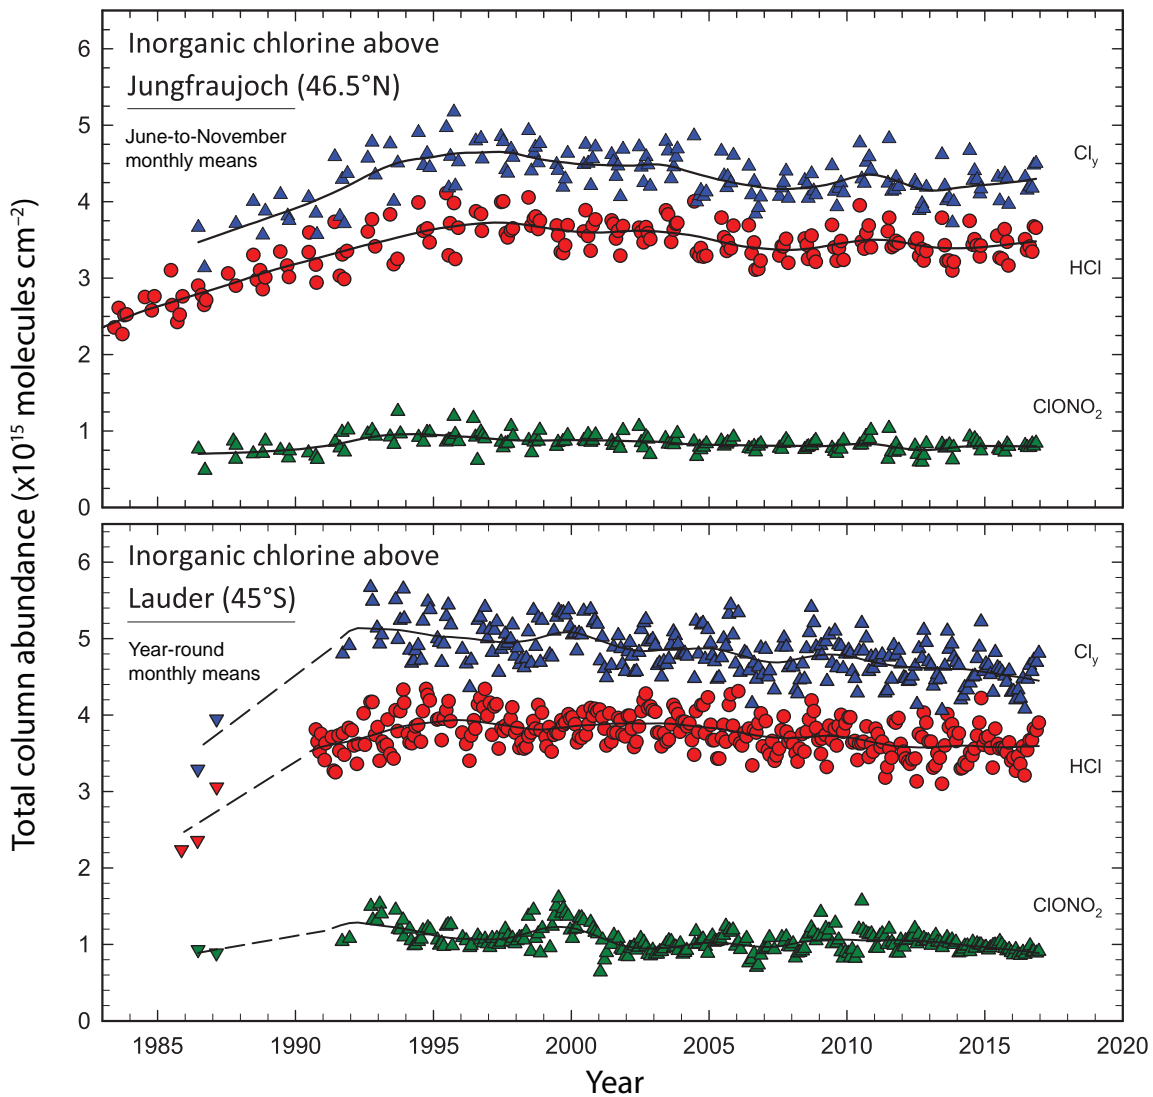 Total column abundance (x10¹⁵ molecules cm⁻²)
Inorganic chlorine above
Jungfraujoch (46.5°N)
June-to-November
monthly means
6
5
4
3
2
1
0
Cly
HCl
ClONO2
Inorganic chlorine above
Lauder (45°S)
Year-round
monthly means
6
5
4
3
2
1
0
Cly
HCl
ClONO2
1985 1990 1995 2000 2005 2010 2015 2020
Year